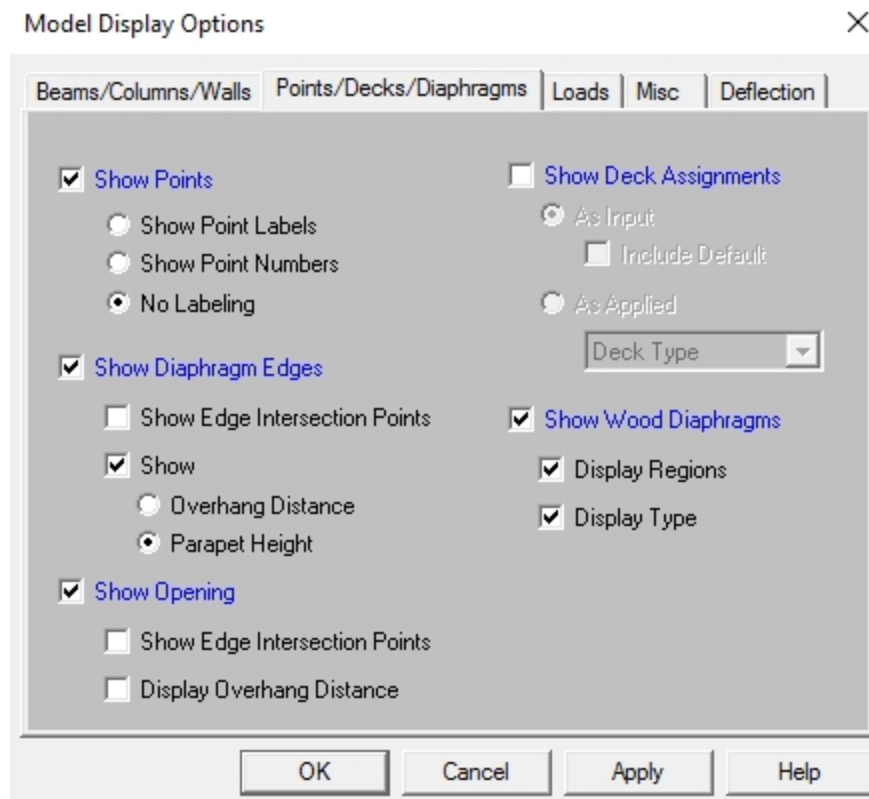 Model Display Options
Beams/Columns/Walls Points/Decks/Diaphragms Loads Misc Deflection
Show Points
Show Point Labels
Show Point Numbers
No Labeling
Show Diaphragm Edges
Show Edge Intersection Points
Show
Overhang Distance
Parapet Height
Show Opening
Show Edge Intersection Points
Display Overhang Distance
Show Deck Assignments
As Input
Include Default
As Applied
Deck Type
Show Wood Diaphragms
Display Regions
Display Type
OK Cancel Apply Help